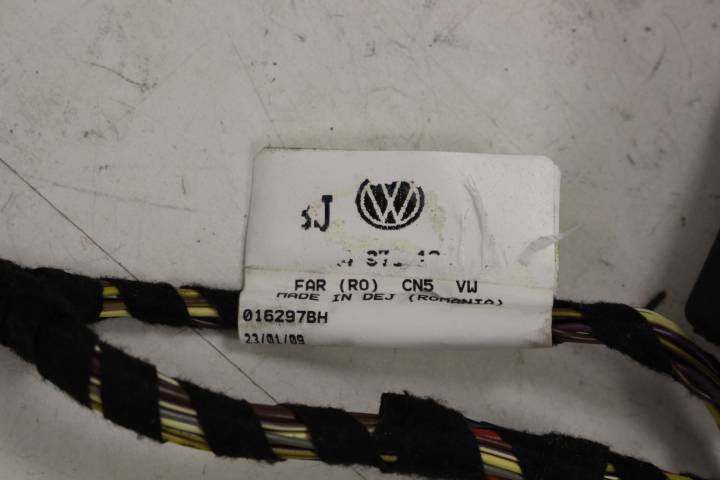 J
FAR (RO) CN5 VW
MADE IN DEJ (ROMANIA)
016297BH
23/01/09